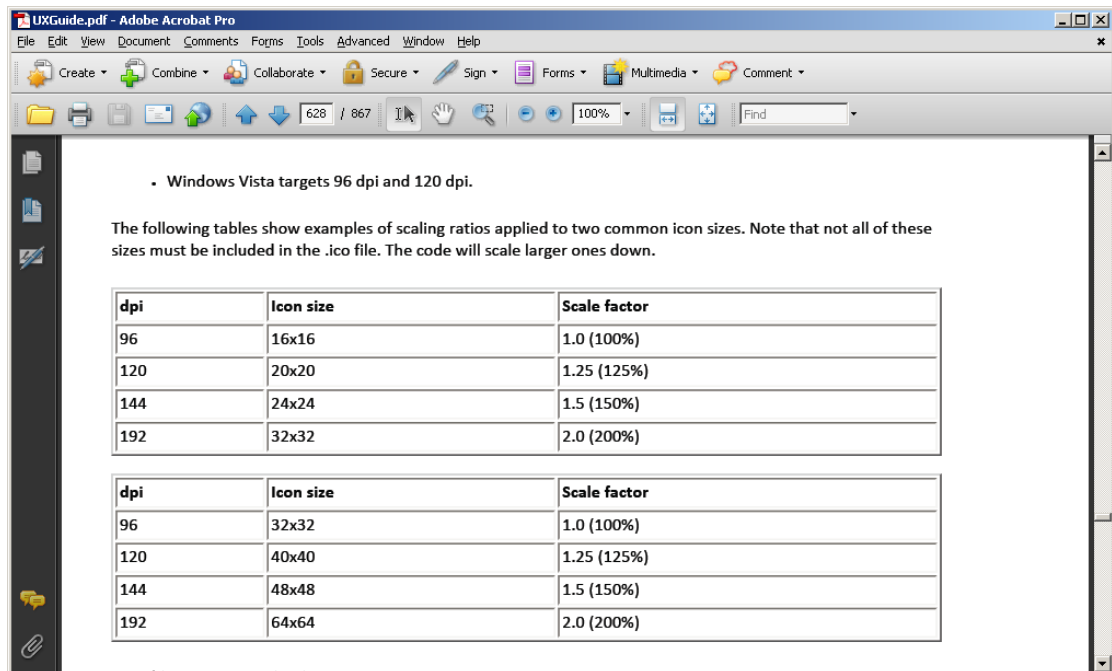 UXGuide.pdf - Adobe Acrobat Pro
File Edit View Document Comments Forms Tools Advanced Window Help
Create Combine Collaborate Secure Sign Forms Multimedia Comment
628 / 867 100% Find
• Windows Vista targets 96 dpi and 120 dpi.
The following tables show examples of scaling ratios applied to two common icon sizes. Note that not all of these
sizes must be included in the .ico file. The code will scale larger ones down.
dpi Icon size Scale factor
96 16x16 1.0 (100%)
120 20x20 1.25 (125%)
144 24x24 1.5 (150%)
192 32x32 2.0 (200%)
dpi Icon size Scale factor
96 32x32 1.0 (100%)
120 40x40 1.25 (125%)
144 48x48 1.5 (150%)
192 64x64 2.0 (200%)